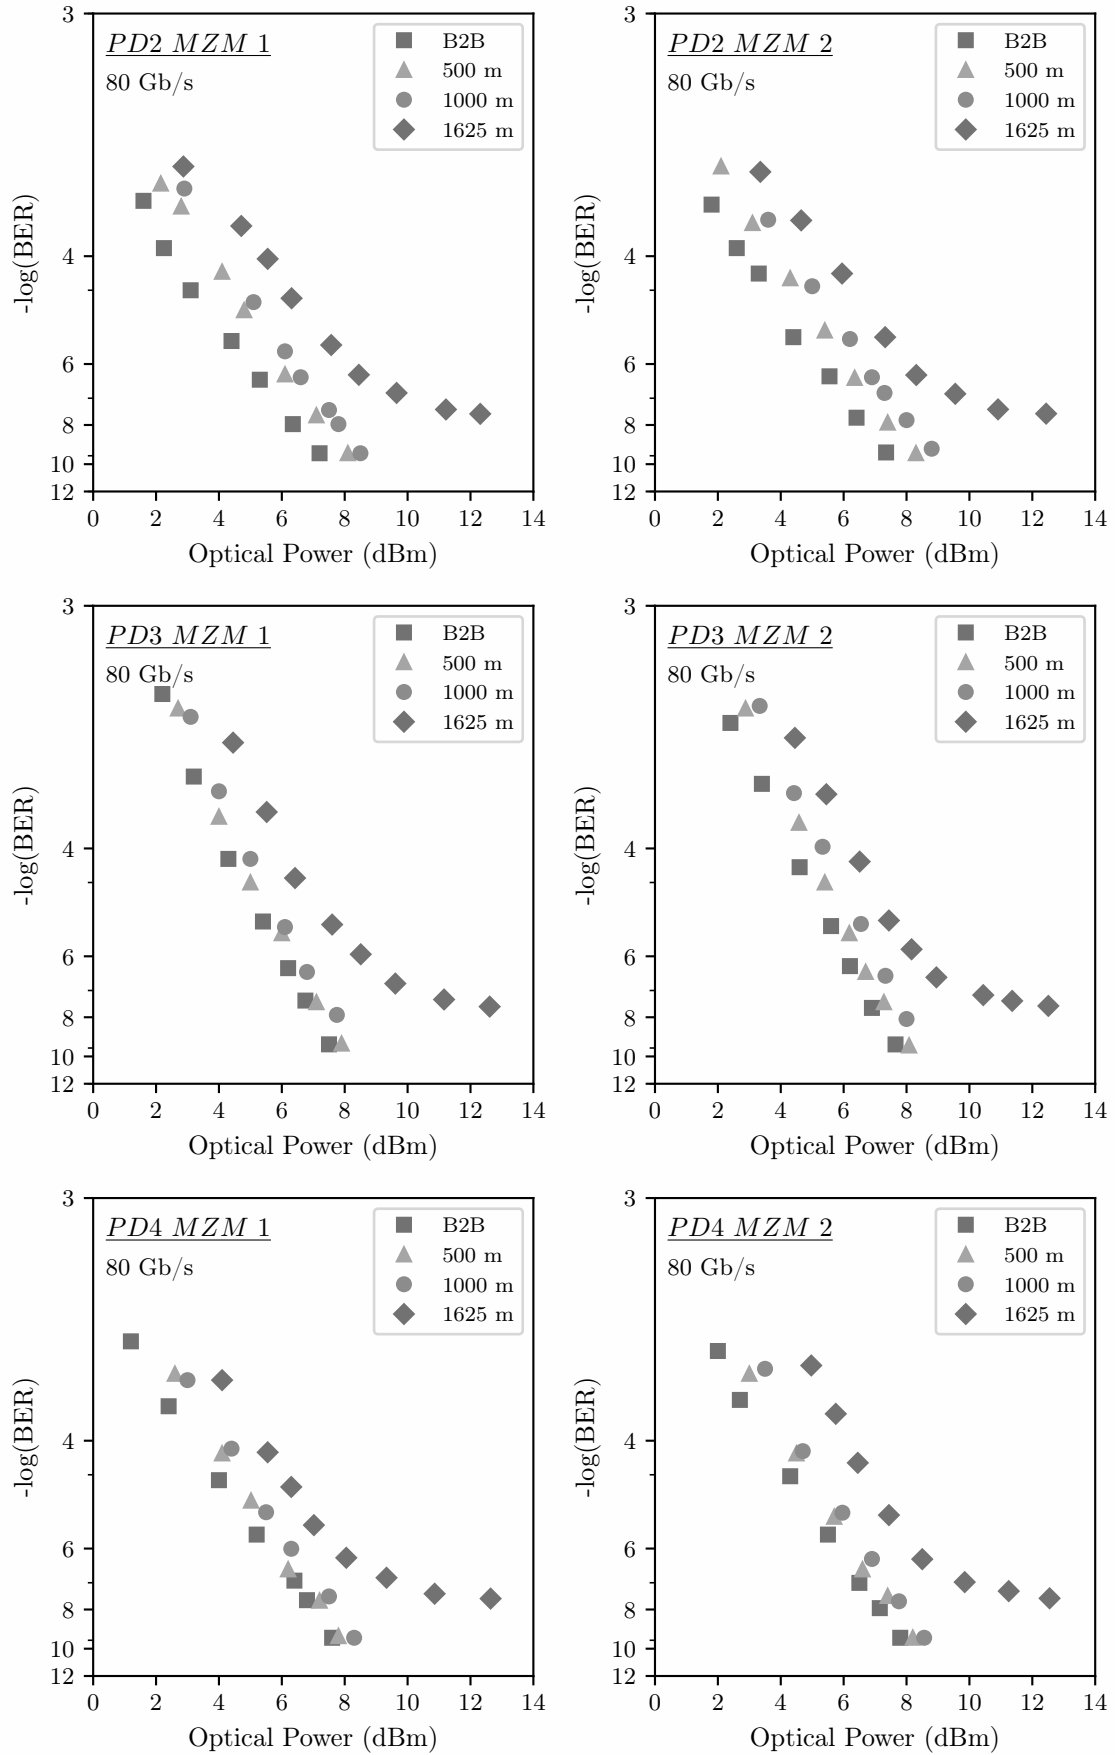 PD2 MZM 1
80 Gb/s
B2B
500 m
1000 m
1625 m
3
4
6
8
10
12
-log(BER)
0 2 4 6 8 10 12 14
Optical Power (dBm)
PD2 MZM 2
80 Gb/s
B2B
500 m
1000 m
1625 m
3
4
6
8
10
12
-log(BER)
0 2 4 6 8 10 12 14
Optical Power (dBm)
PD3 MZM 1
80 Gb/s
B2B
500 m
1000 m
1625 m
3
4
6
8
10
12
-log(BER)
0 2 4 6 8 10 12 14
Optical Power (dBm)
PD3 MZM 2
80 Gb/s
B2B
500 m
1000 m
1625 m
3
4
6
8
10
12
-log(BER)
0 2 4 6 8 10 12 14
Optical Power (dBm)
PD4 MZM 1
80 Gb/s
B2B
500 m
1000 m
1625 m
3
4
6
8
10
12
-log(BER)
0 2 4 6 8 10 12 14
Optical Power (dBm)
PD4 MZM 2
80 Gb/s
B2B
500 m
1000 m
1625 m
3
4
6
8
10
12
-log(BER)
0 2 4 6 8 10 12 14
Optical Power (dBm)